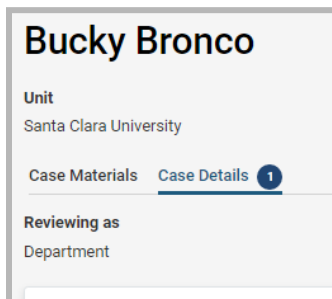 Bucky Bronco
Unit
Santa Clara University
Case Materials Case Details 1
Reviewing as
Department